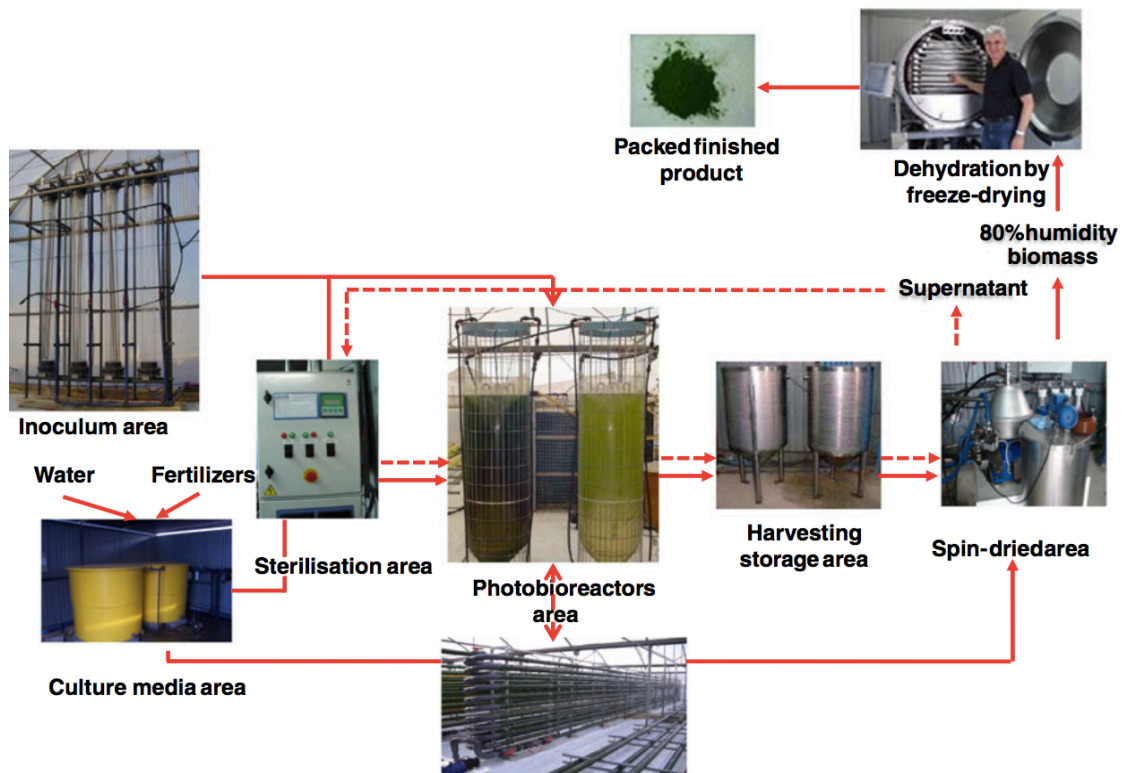 Packed finished
product
Dehydration by
freeze-drying
80%humidity
biomass
Supernatant
Inoculum area
Water
Fertilizers
Sterilisation area
Photobioreactors
area
Harvesting
storage area
Spin-driedarea
Culture media area